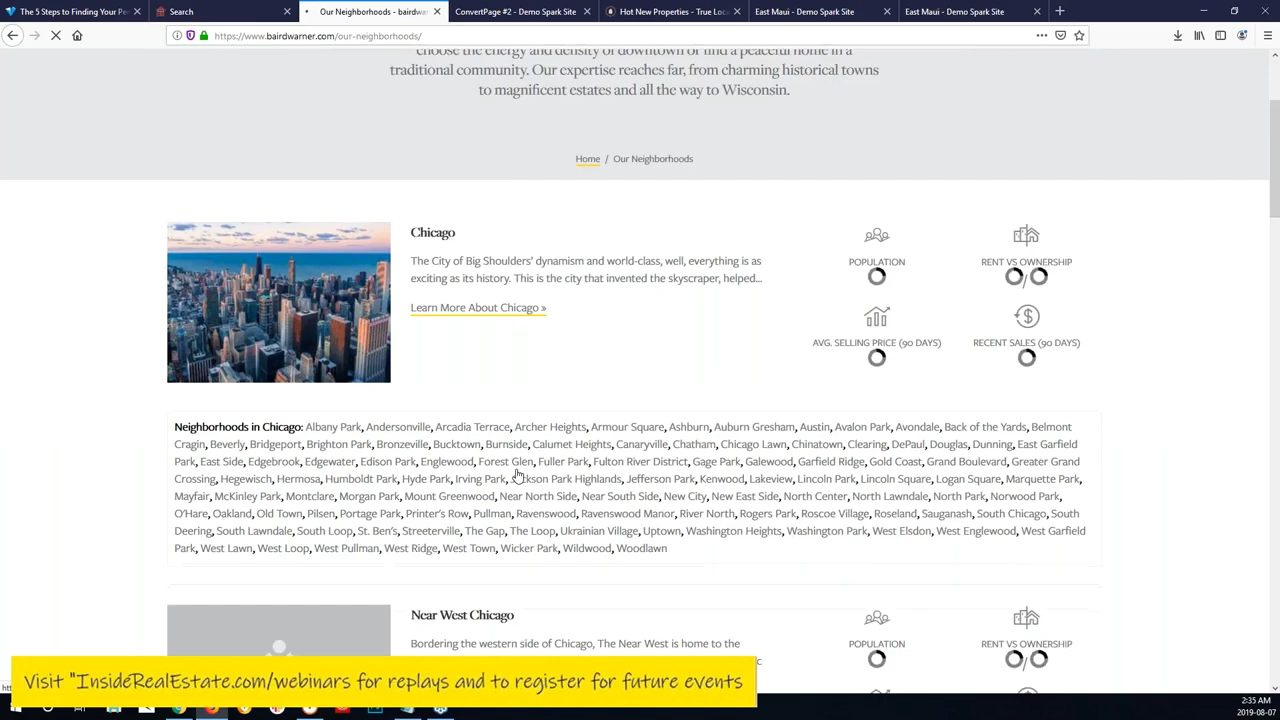 The 5 Steps to Finding Your Per
Search
Our Neighborhoods - bairdwar
ConvertPage #2 - Demo Spark Site
Hot New Properties - True Loca
East Maui - Demo Spark Site
East Maui - Demo Spark Site
https://www.bairdwarner.com/our-neighborhoods/
choose the energy and density of downtown or find a peaceful home in a
traditional community. Our expertise reaches far, from charming historical towns
to magnificent estates and all the way to Wisconsin.
Home / Our Neighborhoods
Chicago
The City of Big Shoulders' dynamism and world-class, well, everything is as
exciting as its history. This is the city that invented the skyscraper, helped...
Learn More About Chicago »
POPULATION
RENT VS OWNERSHIP
/
AVG. SELLING PRICE (90 DAYS)
RECENT SALES (90 DAYS)
Neighborhoods in Chicago: Albany Park, Andersonville, Arcadia Terrace, Archer Heights, Armour Square, Ashburn, Auburn Gresham, Austin, Avalon Park, Avondale, Back of the Yards, Belmont
Cragin, Beverly, Bridgeport, Brighton Park, Bronzeville, Bucktown, Burnside, Calumet Heights, Canaryville, Chatham, Chicago Lawn, Chinatown, Clearing, DePaul, Douglas, Dunning, East Garfield
Park, East Side, Edgebrook, Edgewater, Edison Park, Englewood, Forest Glen, Fuller Park, Fulton River District, Gage Park, Galewood, Garfield Ridge, Gold Coast, Grand Boulevard, Greater Grand
Crossing, Hegewisch, Hermosa, Humboldt Park, Hyde Park, Irving Park, Jackson Park Highlands, Jefferson Park, Kenwood, Lakeview, Lincoln Park, Lincoln Square, Logan Square, Marquette Park,
Mayfair, McKinley Park, Montclare, Morgan Park, Mount Greenwood, Near North Side, Near South Side, New City, New East Side, North Center, North Lawndale, North Park, Norwood Park,
O'Hare, Oakland, Old Town, Pilsen, Portage Park, Printer's Row, Pullman, Ravenswood, Ravenswood Manor, River North, Rogers Park, Roscoe Village, Roseland, Sauganash, South Chicago, South
Deering, South Lawndale, South Loop, St. Ben's, Streeterville, The Gap, The Loop, Ukrainian Village, Uptown, Washington Heights, Washington Park, West Elsdon, West Englewood, West Garfield
Park, West Lawn, West Loop, West Pullman, West Ridge, West Town, Wicker Park, Wildwood, Woodlawn
Near West Chicago
Bordering the western side of Chicago, The Near West is home to the
POPULATION
RENT VS OWNERSHIP
/
Visit "InsideRealEstate.com/webinars for replays and to register for future events
2:35 AM
2019-08-07